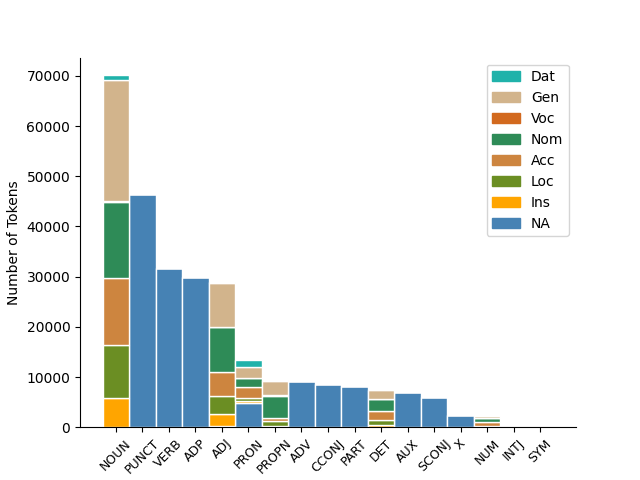 70000
60000
50000
40000
30000
20000
10000
0
Number of Tokens
Dat
Gen
Voc
Nom
Acc
Loc
Ins
NA
NOUN
PUNCT
VERB
ADP
ADJ
PRON
PROPN
ADV
CCONJ
PART
DET
AUX
SCONJ
X
NUM
INTJ
SYM